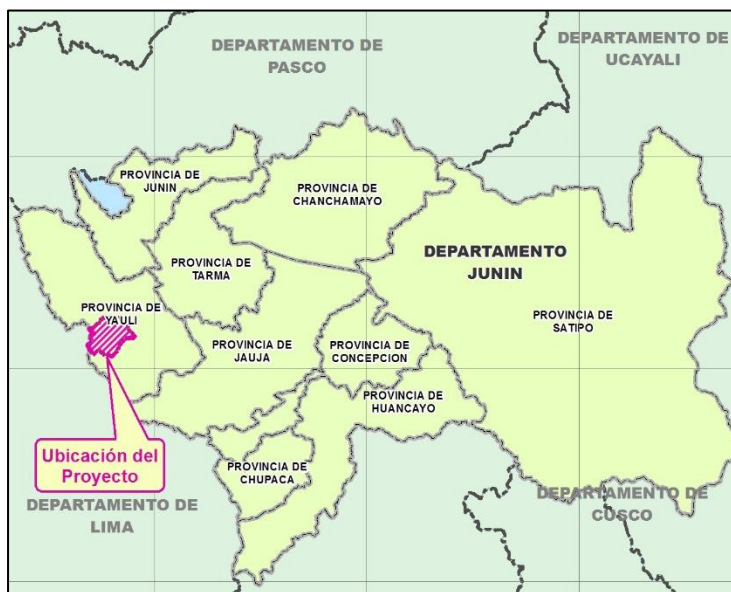 DEPARTAMENTO DE
PASCO
DEPARTAMENTO DE
UCAYALI
PROVINCIA DE
JUNIN
PROVINCIA DE
CHANCHAMAYO
DEPARTAMENTO
JUNIN
PROVINCIA DE
TARMA
PROVINCIA DE
YAULI
PROVINCIA DE
SATIPO
PROVINCIA DE
JAUJA
PROVINCIA DE
CONCEPCION
PROVINCIA DE
HUANCAYO
Ubicación del
Proyecto
PROVINCIA DE
CHUPACA
DEPARTAMENTO DE
LIMA
DEPARTAMENTO DE
CUSCO